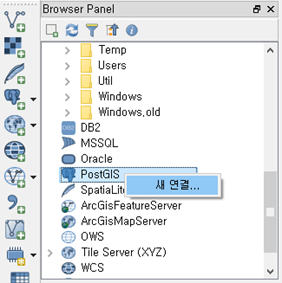 Browser Panel
Temp
Users
Util
Windows
Windows.old
DB2
MSSQL
Oracle
PostGIS
새 연결...
SpatiaLite
ArcGisFeatureServer
ArcGisMapServer
OWS
Tile Server (XYZ)
WCS